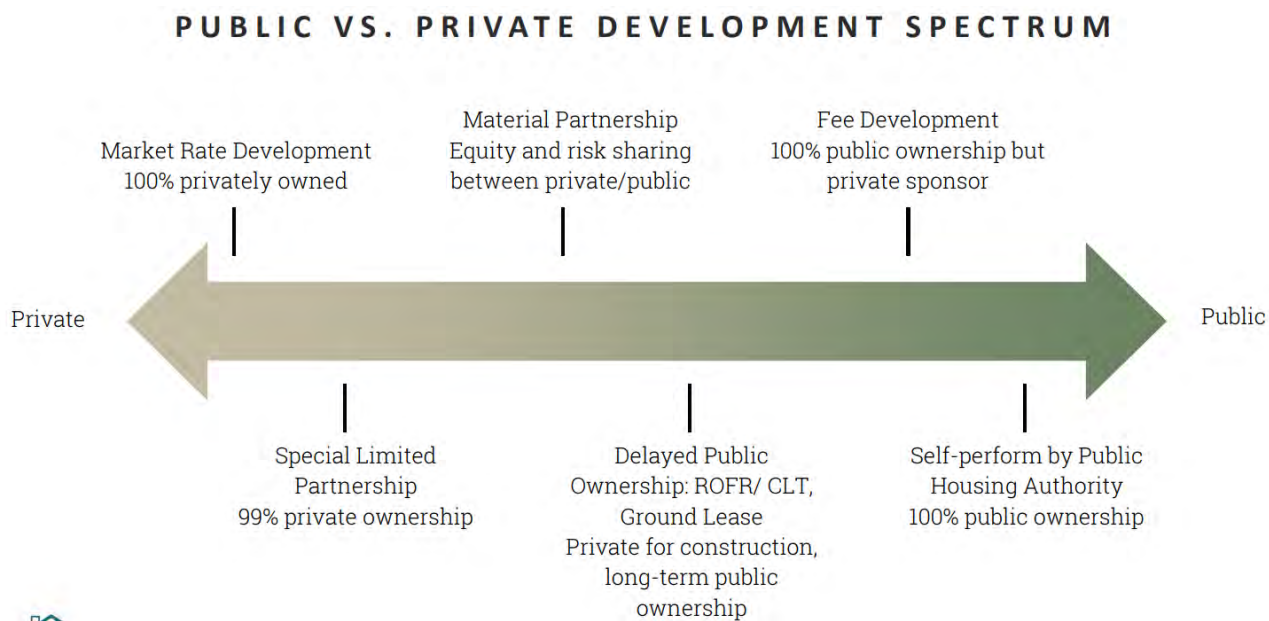 PUBLIC VS. PRIVATE DEVELOPMENT SPECTRUM
Market Rate Development
100% privately owned
Material Partnership
Equity and risk sharing
between private/public
Fee Development
100% public ownership but
private sponsor
Private
Public
Special Limited
Partnership
99% private ownership
Delayed Public
Ownership: ROFR/ CLT,
Ground Lease
Private for construction,
long-term public
ownership
Self-perform by Public
Housing Authority
100% public ownership